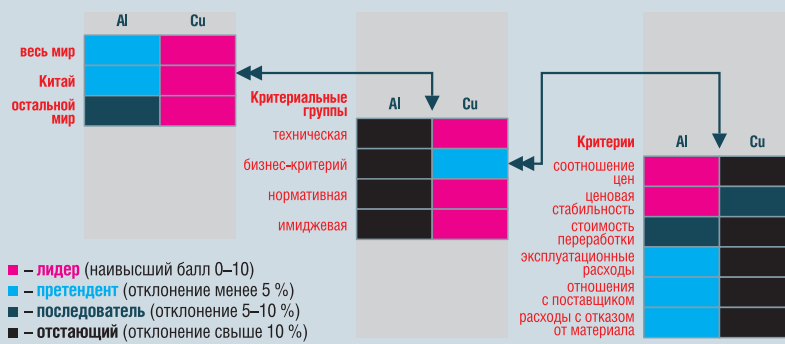 Al Cu
весь мир
Китай
остальной
мир
Критериальные
группы
Al Cu
техническая
бизнес–критерий
нормативная
имиджевая
Критерии
Al Cu
соотношение
цен
ценовая
стабильность
стоимость
переработки
эксплуатационные
расходы
отношения
с поставщиком
расходы с отказом
от материала
– лидер (наивысший балл 0–10)
– претендент (отклонение менее 5 %)
– последователь (отклонение 5–10 %)
– отстающий (отклонение свыше 10 %)